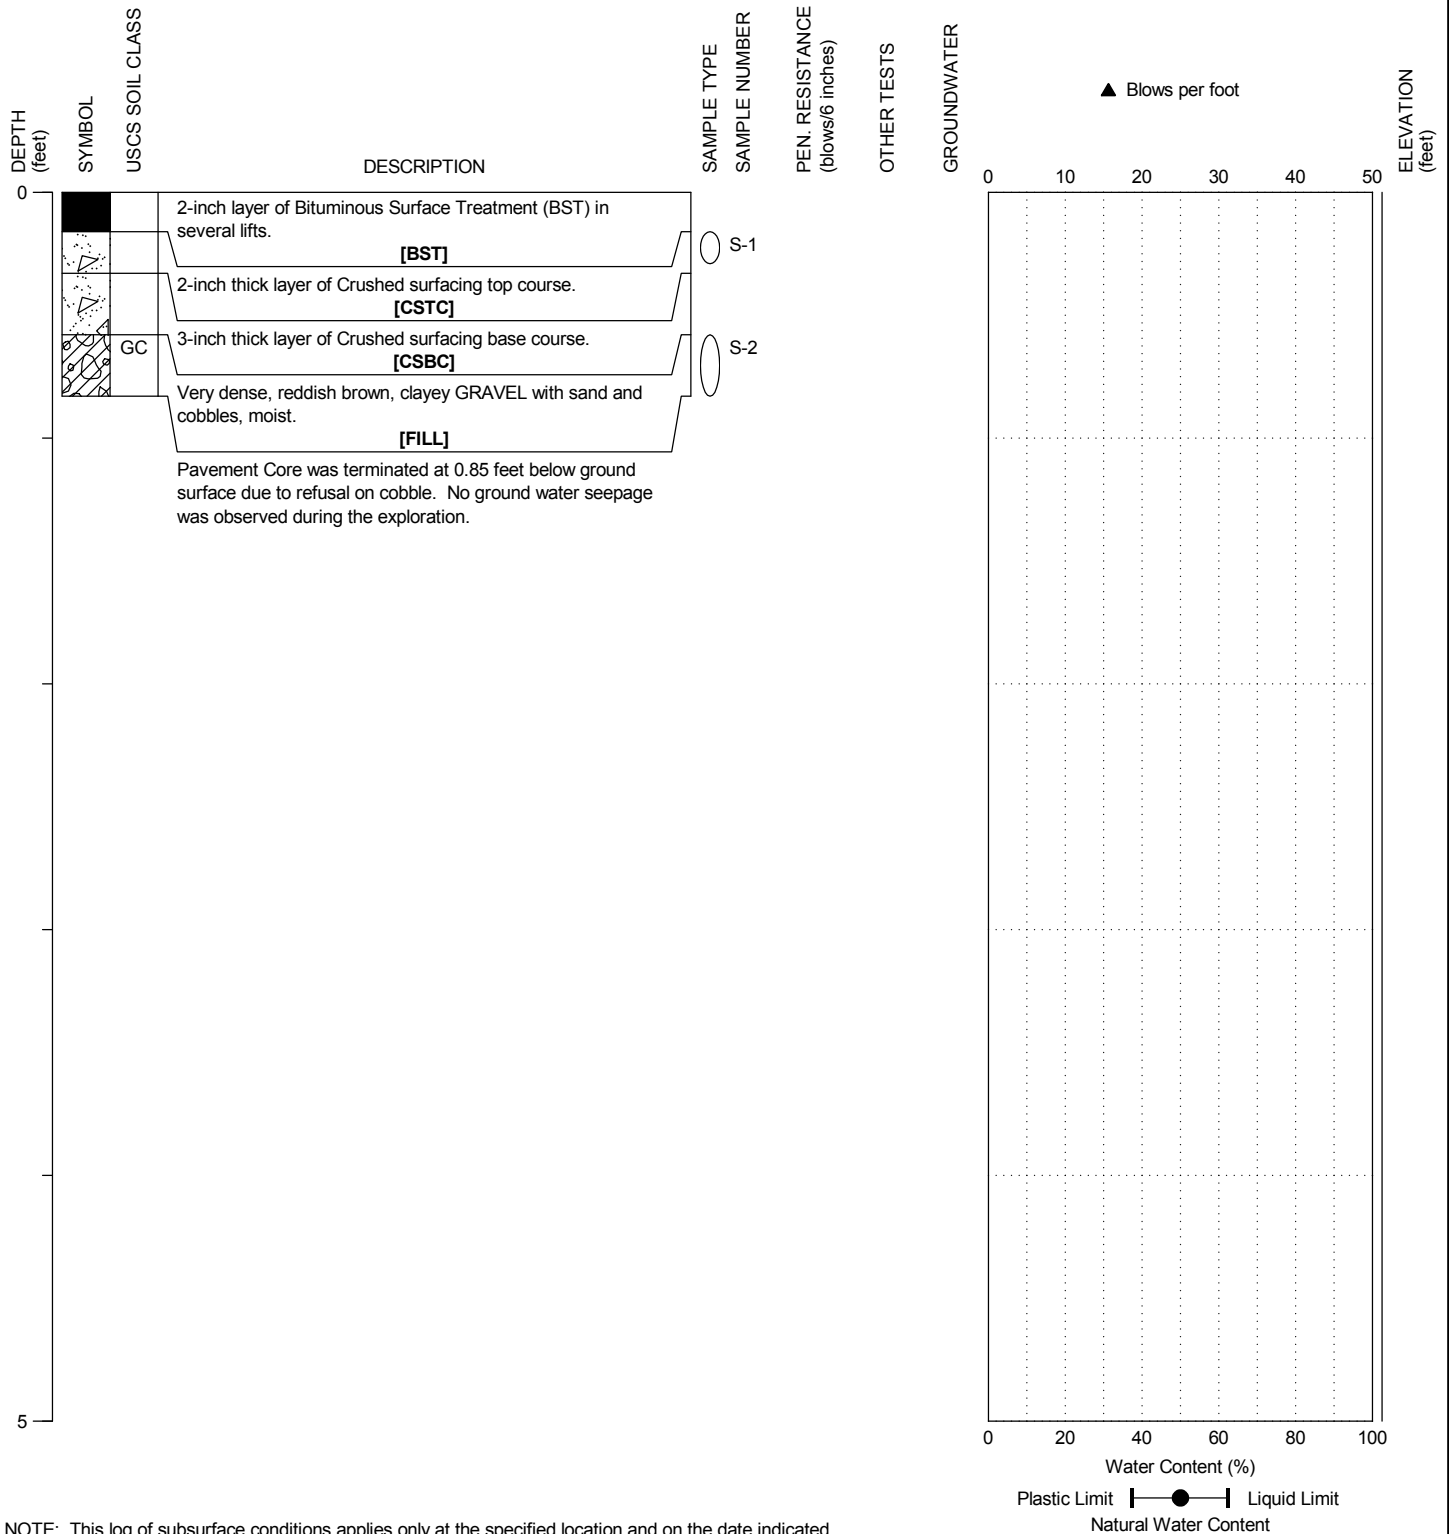 DEPTH
(feet)
SYMBOL
USCS SOIL CLASS
DESCRIPTION
SAMPLE TYPE
SAMPLE NUMBER
PEN. RESISTANCE
(blows/6 inches)
OTHER TESTS
GROUNDWATER
▲ Blows per foot
ELEVATION
(feet)
0 10 20 30 40 50
0
2-inch layer of Bituminous Surface Treatment (BST) in
several lifts.
[BST]
S-1
2-inch thick layer of Crushed surfacing top course.
[CSTC]
GC
3-inch thick layer of Crushed surfacing base course.
[CSBC]
S-2
Very dense, reddish brown, clayey GRAVEL with sand and
cobbles, moist.
[FILL]
Pavement Core was terminated at 0.85 feet below ground
surface due to refusal on cobble.  No ground water seepage
was observed during the exploration.
5
0 20 40 60 80 100
Water Content (%)
Plastic Limit Liquid Limit
Natural Water Content
NOTE:  This log of subsurface conditions applies only at the specified location and on the date indicated